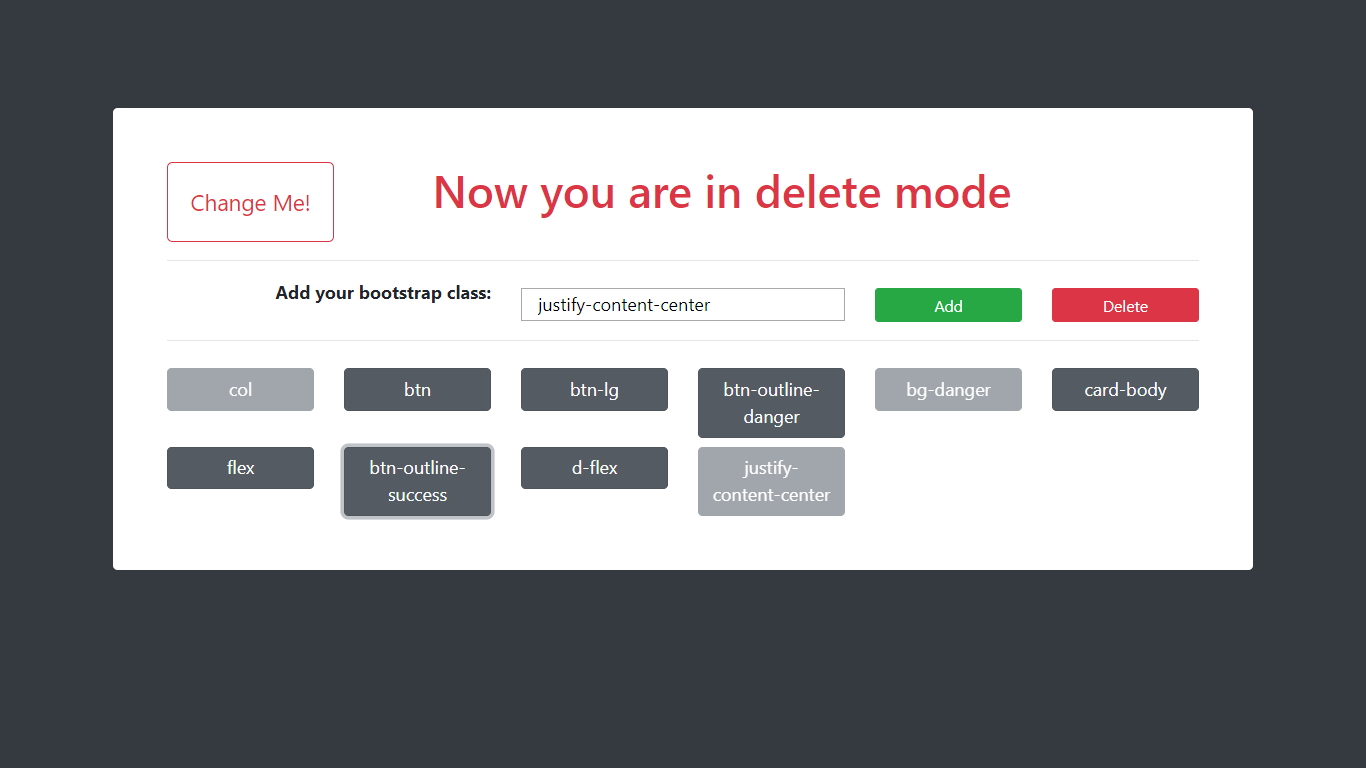 Change Me!
Now you are in delete mode
Add your bootstrap class:
justify-content-center
Add
Delete
col
btn
btn-lg
btn-outline-
danger
bg-danger
card-body
flex
btn-outline-
success
d-flex
justify-
content-center